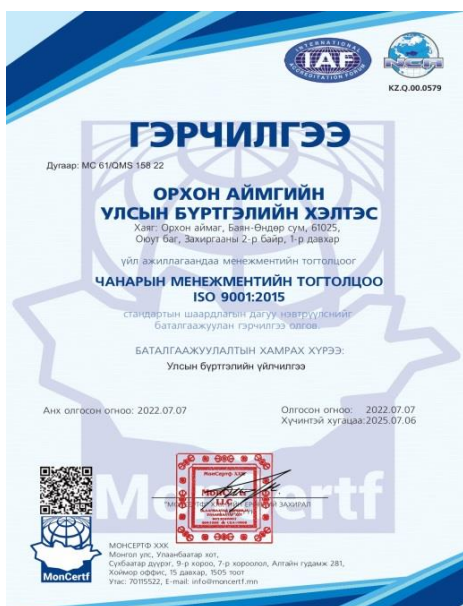 INTERNATIONAL
IAF
ACCREDITATION FORUM
KZ.Q.00.0579
ГЭРЧИЛГЭЭ
Дугаар: MC 61/QMS 158 22
ОРХОН АЙМГИЙН
УЛСЫН БҮРТГЭЛИЙН ХЭЛТЭС
Хаяг: Орхон аймаг, Баян-Өндөр сум, 61025,
Оюут баг, Захиргааны 2-р байр, 1-р давхар
үйл ажиллагаандаа менежментийн тогтолцоог
ЧАНАРЫН МЕНЕЖМЕНТИЙН ТОГТОЛЦОО
ISO 9001:2015
стандартын шаардлагын дагуу нэвтрүүлснийг
баталгаажуулан гэрчилгээ олгов.
БАТАЛГААЖУУЛАЛТЫН ХАМРАХ ХҮРЭЭ:
Улсын бүртгэлийн үйлчилгээ
Анх олгосон огноо: 2022.07.07
Олгосон огноо: 2022.07.07
Хүчинтэй хугацаа: 2025.07.06
МонСертф ХХК
MonCertf
LLC
ЗАХИРАЛ
MonCertf
МОНСЕРТФ ХХК
Монгол улс, Улаанбаатар хот,
Сүхбаатар дүүрэг, 9-р хороо, 7-р хороолол, Алтайн гудамж 281,
Хоймор оффис, 15 давхар, 1505 тоот
Утас: 70115522, E-mail: info@moncertf.mn
MonCertf